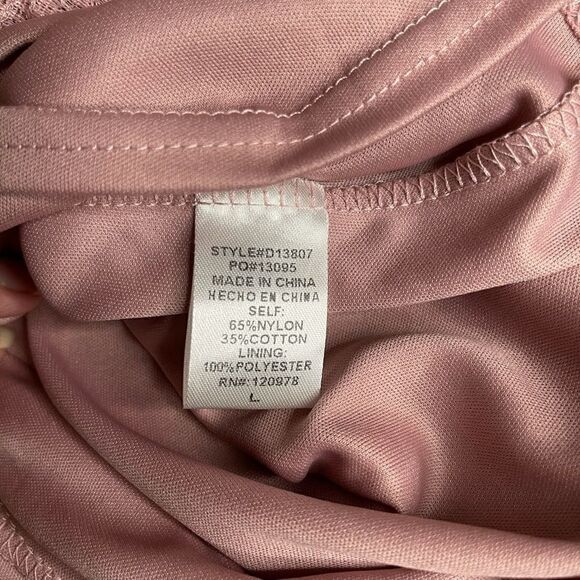 STYLE#D13807
PO#13095
MADE IN CHINA
HECHO EN CHINA
SELF:
65%NYLON
35%COTTON
LINING:
100%POLYESTER
RN#: 120978
L